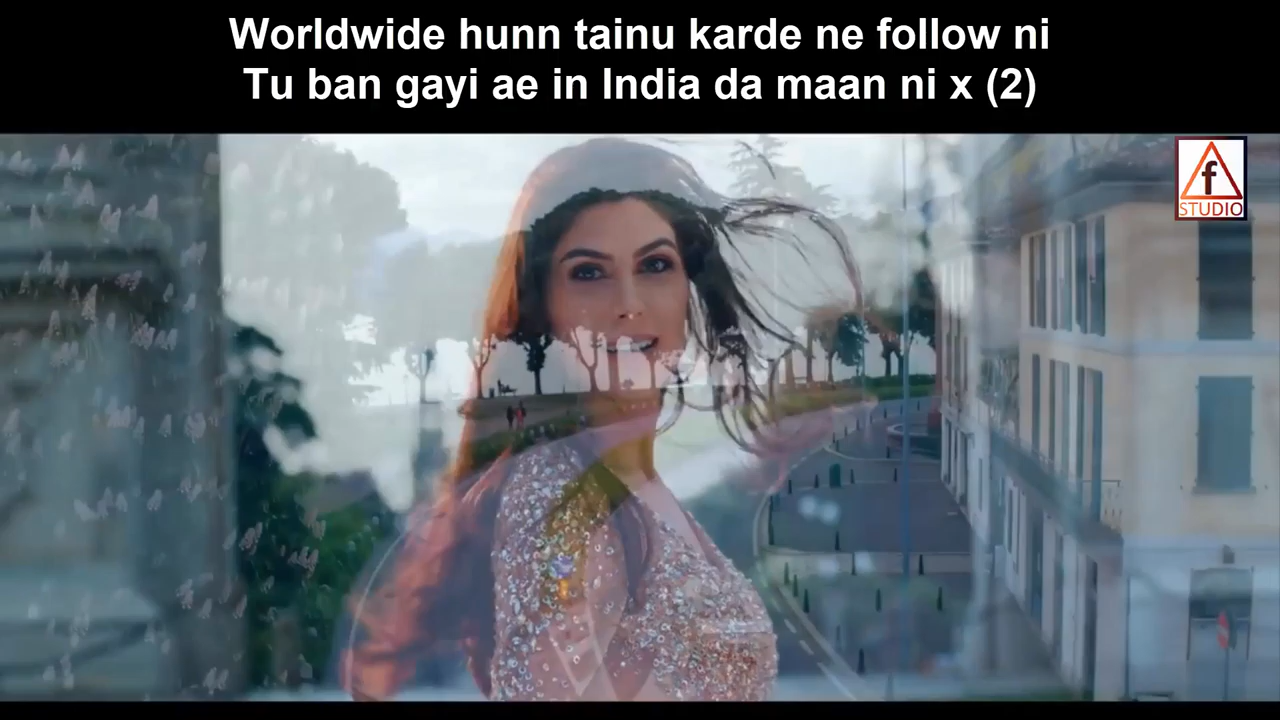 Worldwide hunn tainu karde ne follow ni
Tu ban gayi ae in India da maan ni x (2)
f
STUDIO